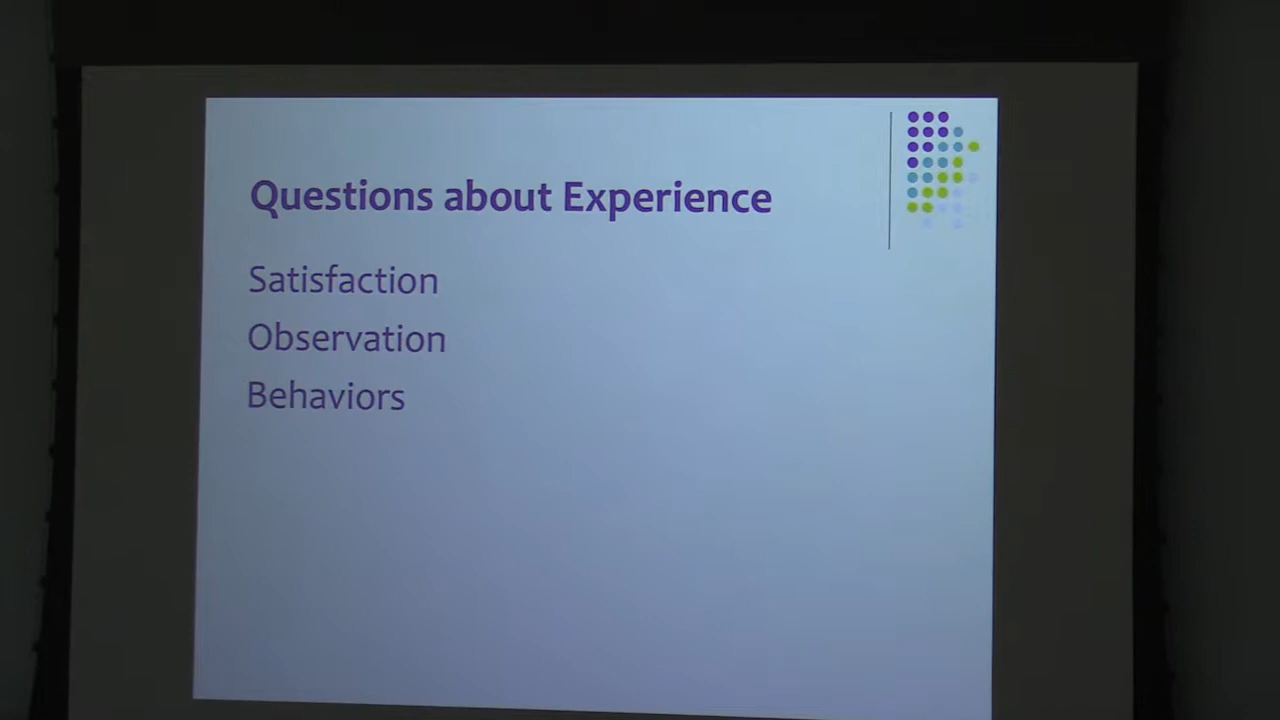 Questions about Experience
Satisfaction
Observation
Behaviors